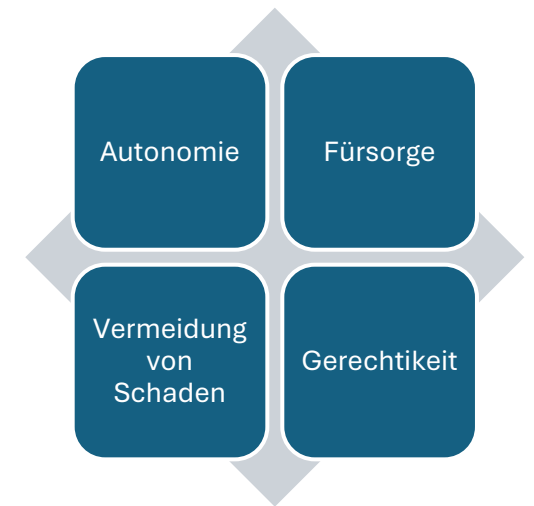 Autonomie
Fürsorge
Vermeidung
von
Schaden
Gerechtikeit